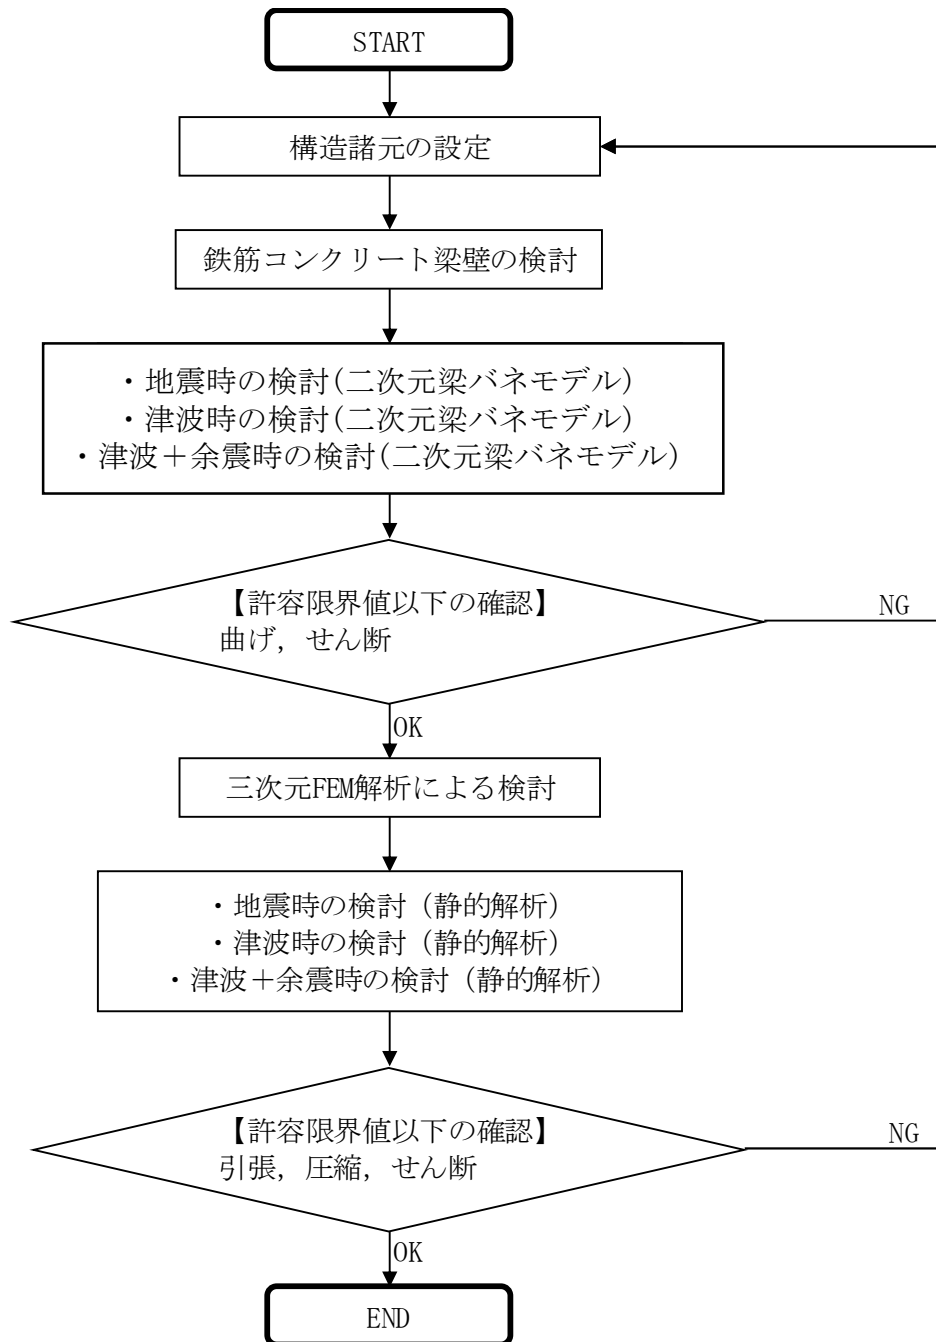 START
構造諸元の設定
鉄筋コンクリート梁壁の検討
・地震時の検討(二次元梁バネモデル)
・津波時の検討(二次元梁バネモデル)
・津波＋余震時の検討(二次元梁バネモデル)
【許容限界値以下の確認】
曲げ，せん断
NG
OK
三次元FEM解析による検討
・地震時の検討（静的解析）
・津波時の検討（静的解析）
・津波＋余震時の検討（静的解析）
【許容限界値以下の確認】
引張，圧縮，せん断
NG
OK
END